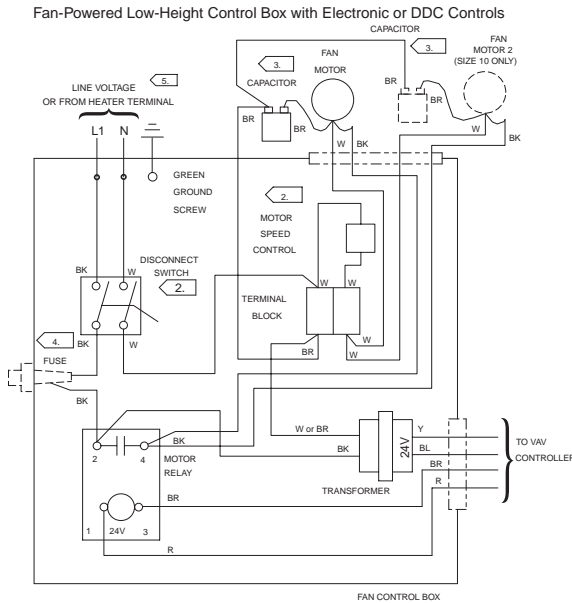 Fan-Powered Low-Height Control Box with Electronic or DDC Controls
CAPACITOR
3.
FAN
MOTOR 2
(SIZE 10 ONLY)
FAN
MOTOR
3.
CAPACITOR
5.
LINE VOLTAGE
OR FROM HEATER TERMINAL
BR
BR
BR
BR
L1
N
W
BK
W
BK
GREEN
GROUND
SCREW
2.
MOTOR
SPEED
CONTROL
DISCONNECT
SWITCH
2.
BK
W
W
W
TERMINAL
BLOCK
4.
BK
W
FUSE
BR
W
W
BK
W or BR
BK
24V
Y
BL
BR
R
TO VAV
CONTROLLER
2
4
BK
MOTOR
RELAY
TRANSFORMER
BR
1
24V
3
R
FAN CONTROL BOX